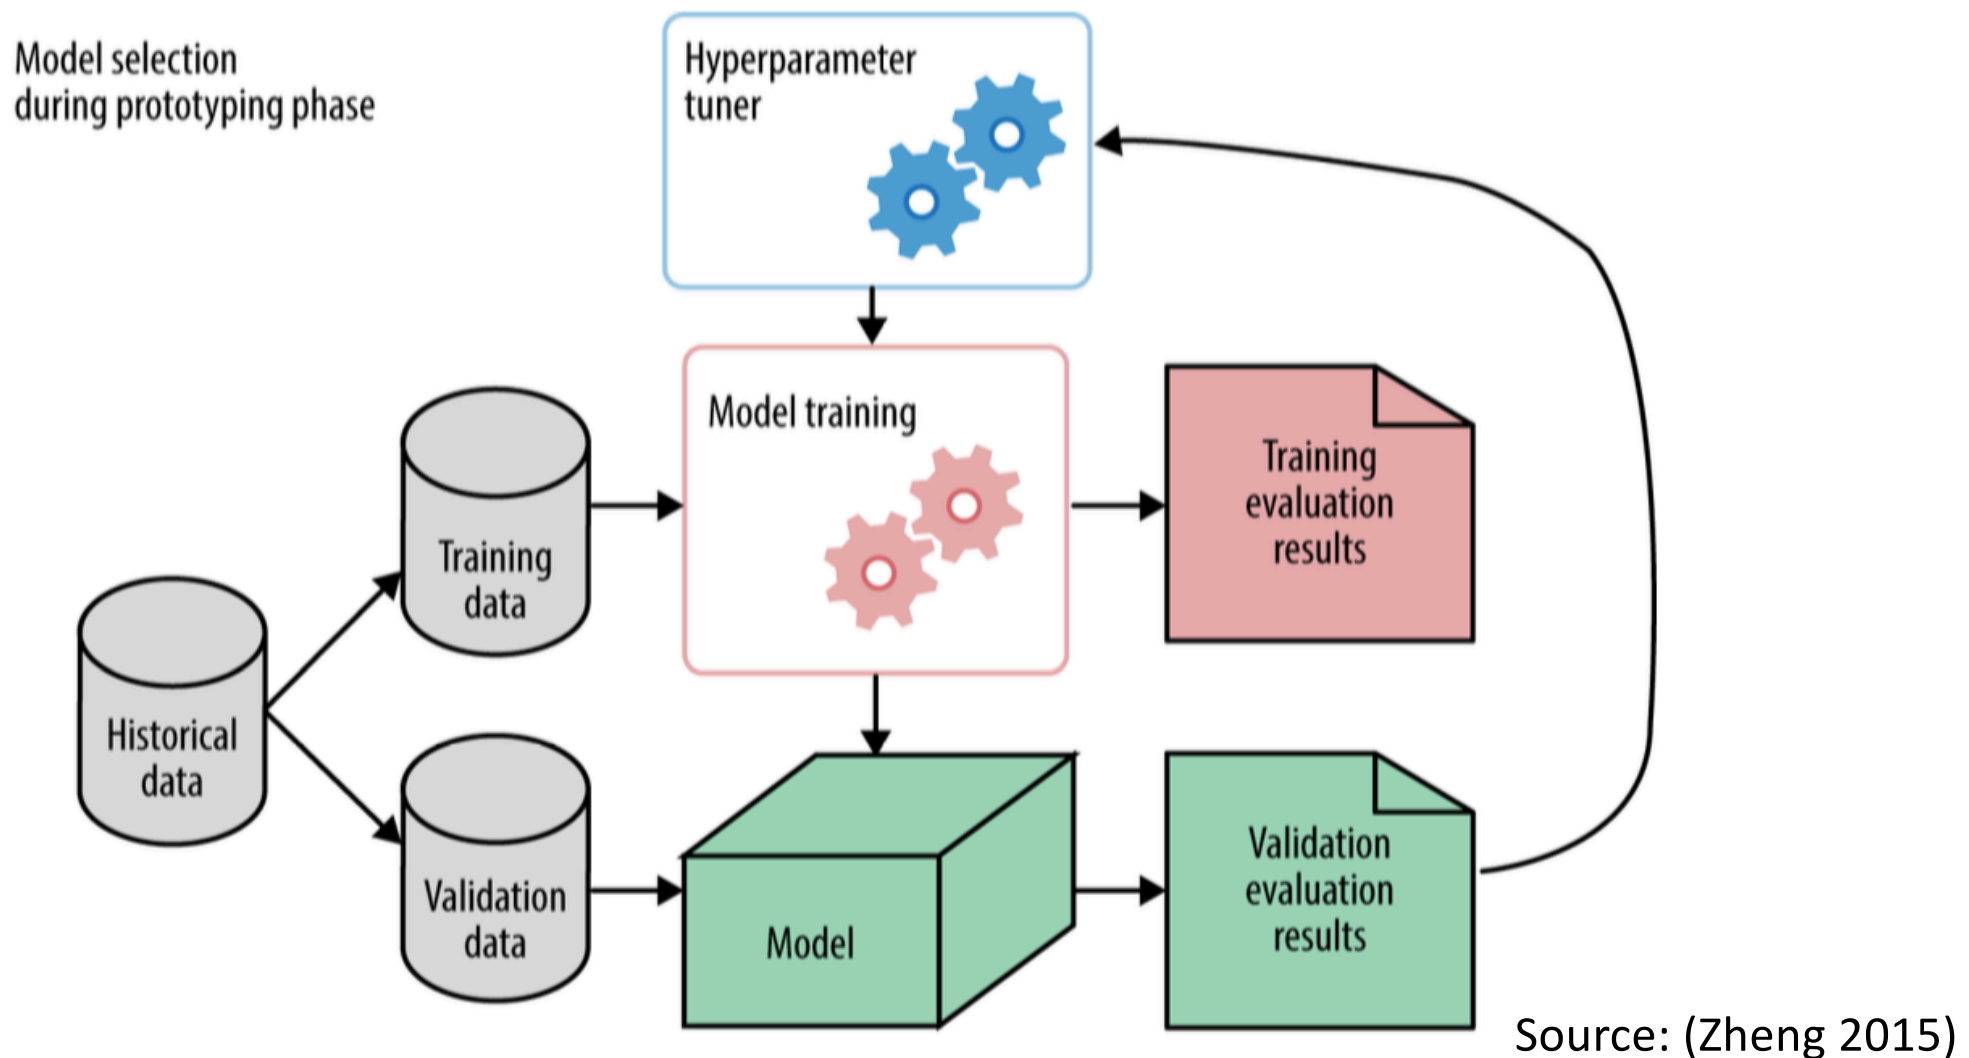 Model selection
during prototyping phase
Hyperparameter
tuner
Model training
Training
evaluation
results
Training
data
Historical
data
Validation
data
Model
Validation
evaluation
results
Source: (Zheng 2015)